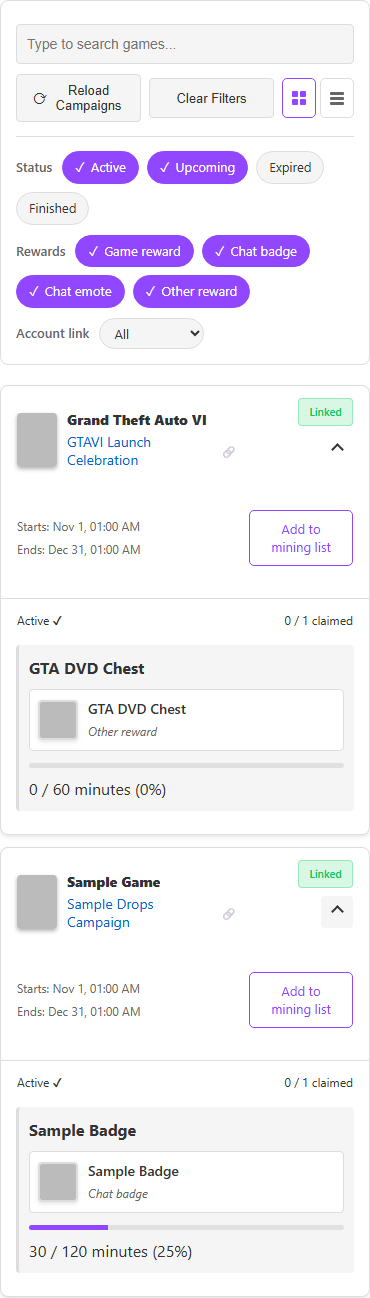 Type to search games...
Reload
Campaigns
Clear Filters
Status
✓ Active
✓ Upcoming
Expired
Finished
Rewards
✓ Game reward
✓ Chat badge
✓ Chat emote
✓ Other reward
Account link
All
Linked
Grand Theft Auto VI
GTAVI Launch
Celebration
Starts: Nov 1, 01:00 AM
Ends: Dec 31, 01:00 AM
Add to
mining list
Active ✓
0 / 1 claimed
GTA DVD Chest
GTA DVD Chest
Other reward
0 / 60 minutes (0%)
Linked
Sample Game
Sample Drops
Campaign
Starts: Nov 1, 01:00 AM
Ends: Dec 31, 01:00 AM
Add to
mining list
Active ✓
0 / 1 claimed
Sample Badge
Sample Badge
Chat badge
30 / 120 minutes (25%)